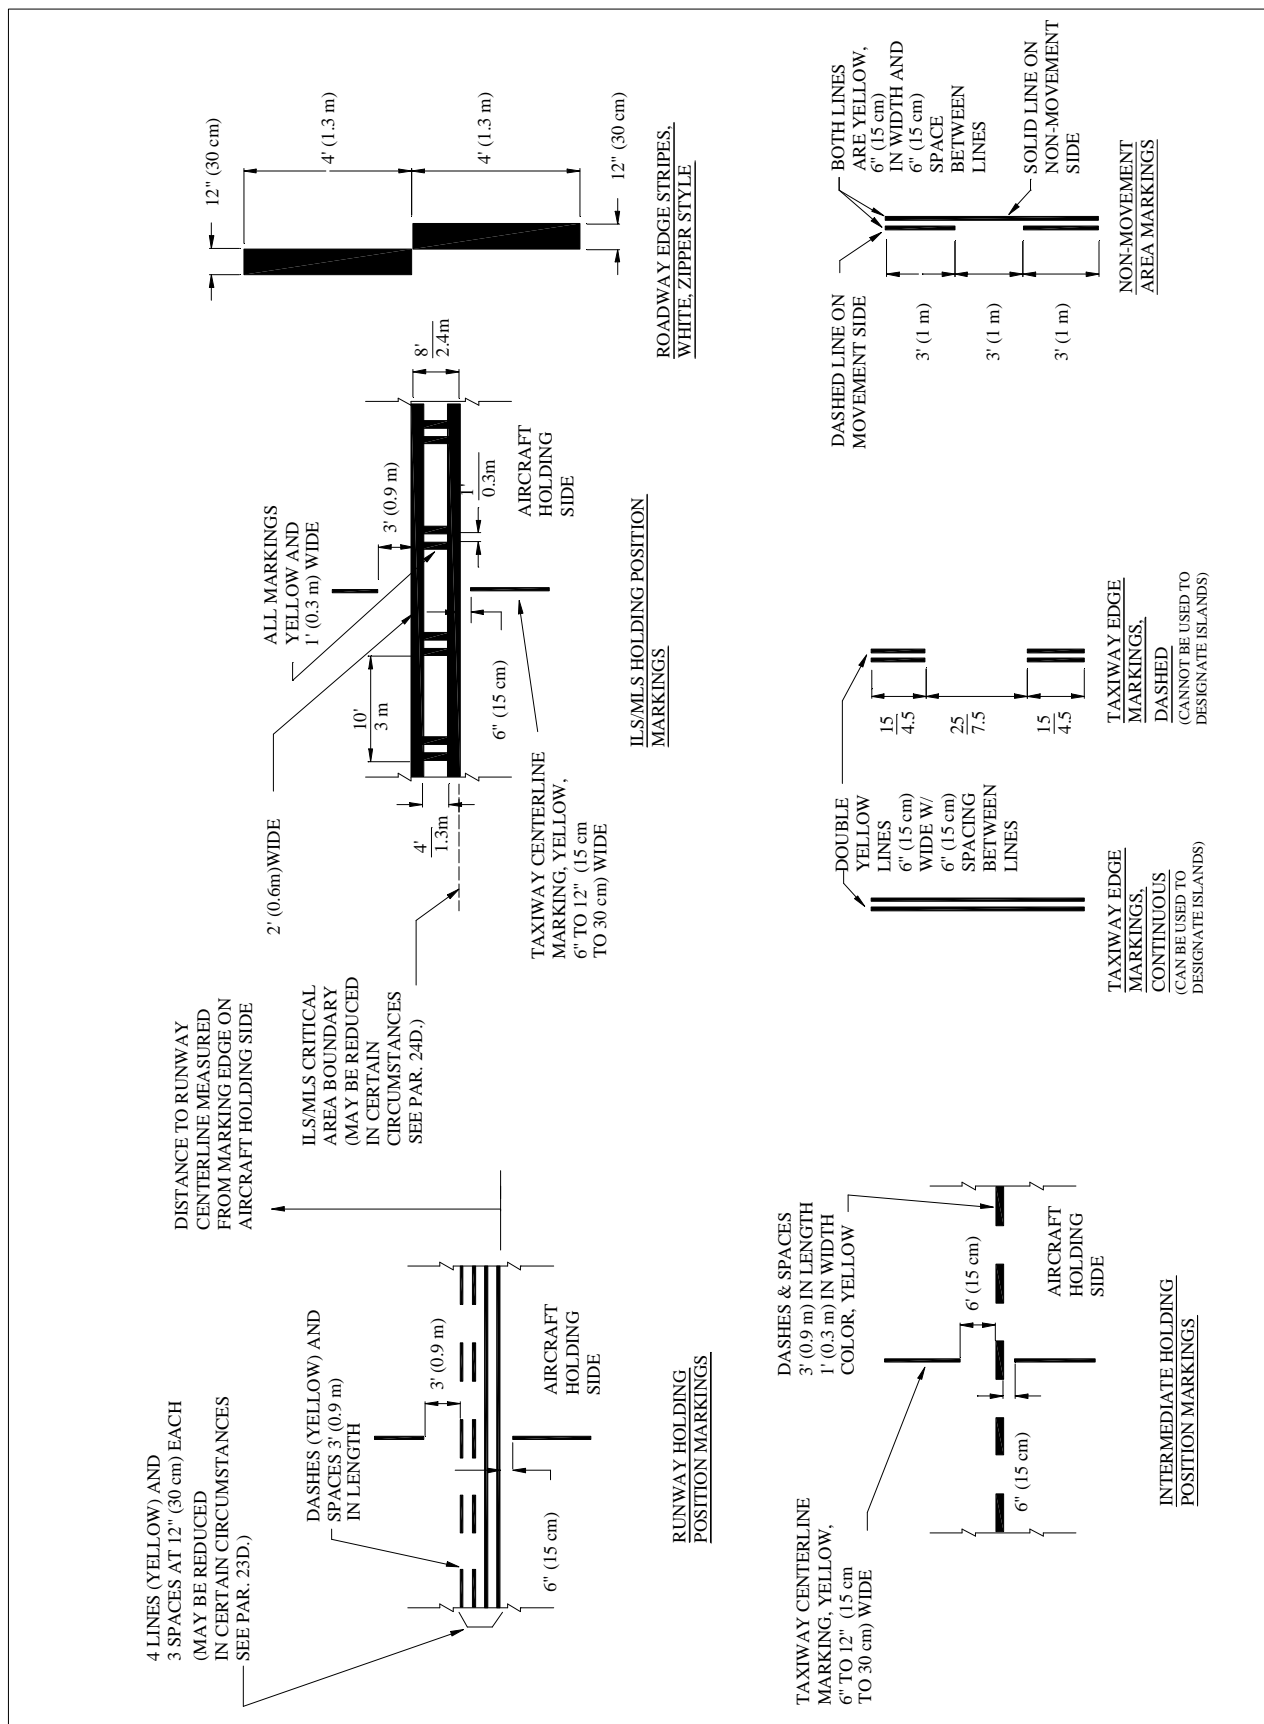 4 LINES (YELLOW) AND
3 SPACES AT 12" (30 cm) EACH
(MAY BE REDUCED
IN CERTAIN CIRCUMSTANCES
SEE PAR. 23D.)
DISTANCE TO RUNWAY
CENTERLINE MEASURED
FROM MARKING EDGE ON
AIRCRAFT HOLDING SIDE
DASHES (YELLOW) AND
SPACES 3' (0.9 m)
IN LENGTH
3' (0.9 m)
6" (15 cm)
AIRCRAFT
HOLDING
SIDE
RUNWAY HOLDING
POSITION MARKINGS
2' (0.6m)WIDE
ALL MARKINGS
YELLOW AND
1' (0.3 m) WIDE
ILS/MLS CRITICAL
AREA BOUNDARY
(MAY BE REDUCED
IN CERTAIN
CIRCUMSTANCES
SEE PAR. 24D.)
10'
3 m
3' (0.9 m)
8'
2.4m
4'
1.3m
1'
0.3m
6" (15 cm)
AIRCRAFT
HOLDING
SIDE
TAXIWAY CENTERLINE
MARKING, YELLOW,
6" TO 12" (15 cm
TO 30 cm) WIDE
ILS/MLS HOLDING POSITION
MARKINGS
12" (30 cm)
4' (1.3 m)
4' (1.3 m)
12" (30 cm)
ROADWAY EDGE STRIPES,
WHITE, ZIPPER STYLE
TAXIWAY CENTERLINE
MARKING, YELLOW,
6" TO 12" (15 cm
TO 30 cm) WIDE
DASHES & SPACES
3' (0.9 m) IN LENGTH
1' (0.3 m) IN WIDTH
COLOR, YELLOW
6' (15 cm)
6" (15 cm)
AIRCRAFT
HOLDING
SIDE
INTERMEDIATE HOLDING
POSITION MARKINGS
DOUBLE
YELLOW
LINES
6" (15 cm)
WIDE W/
6" (15 cm)
SPACING
BETWEEN
LINES
TAXIWAY EDGE
MARKINGS,
CONTINUOUS
(CAN BE USED TO
DESIGNATE ISLANDS)
15
4.5
25
7.5
15
4.5
TAXIWAY EDGE
MARKINGS,
DASHED
(CANNOT BE USED TO
DESIGNATE ISLANDS)
DASHED LINE ON
MOVEMENT SIDE
BOTH LINES
ARE YELLOW,
6" (15 cm)
IN WIDTH AND
6" (15 cm)
SPACE
BETWEEN
LINES
SOLID LINE ON
NON-MOVEMENT
SIDE
3' (1 m)
3' (1 m)
3' (1 m)
NON-MOVEMENT
AREA MARKINGS